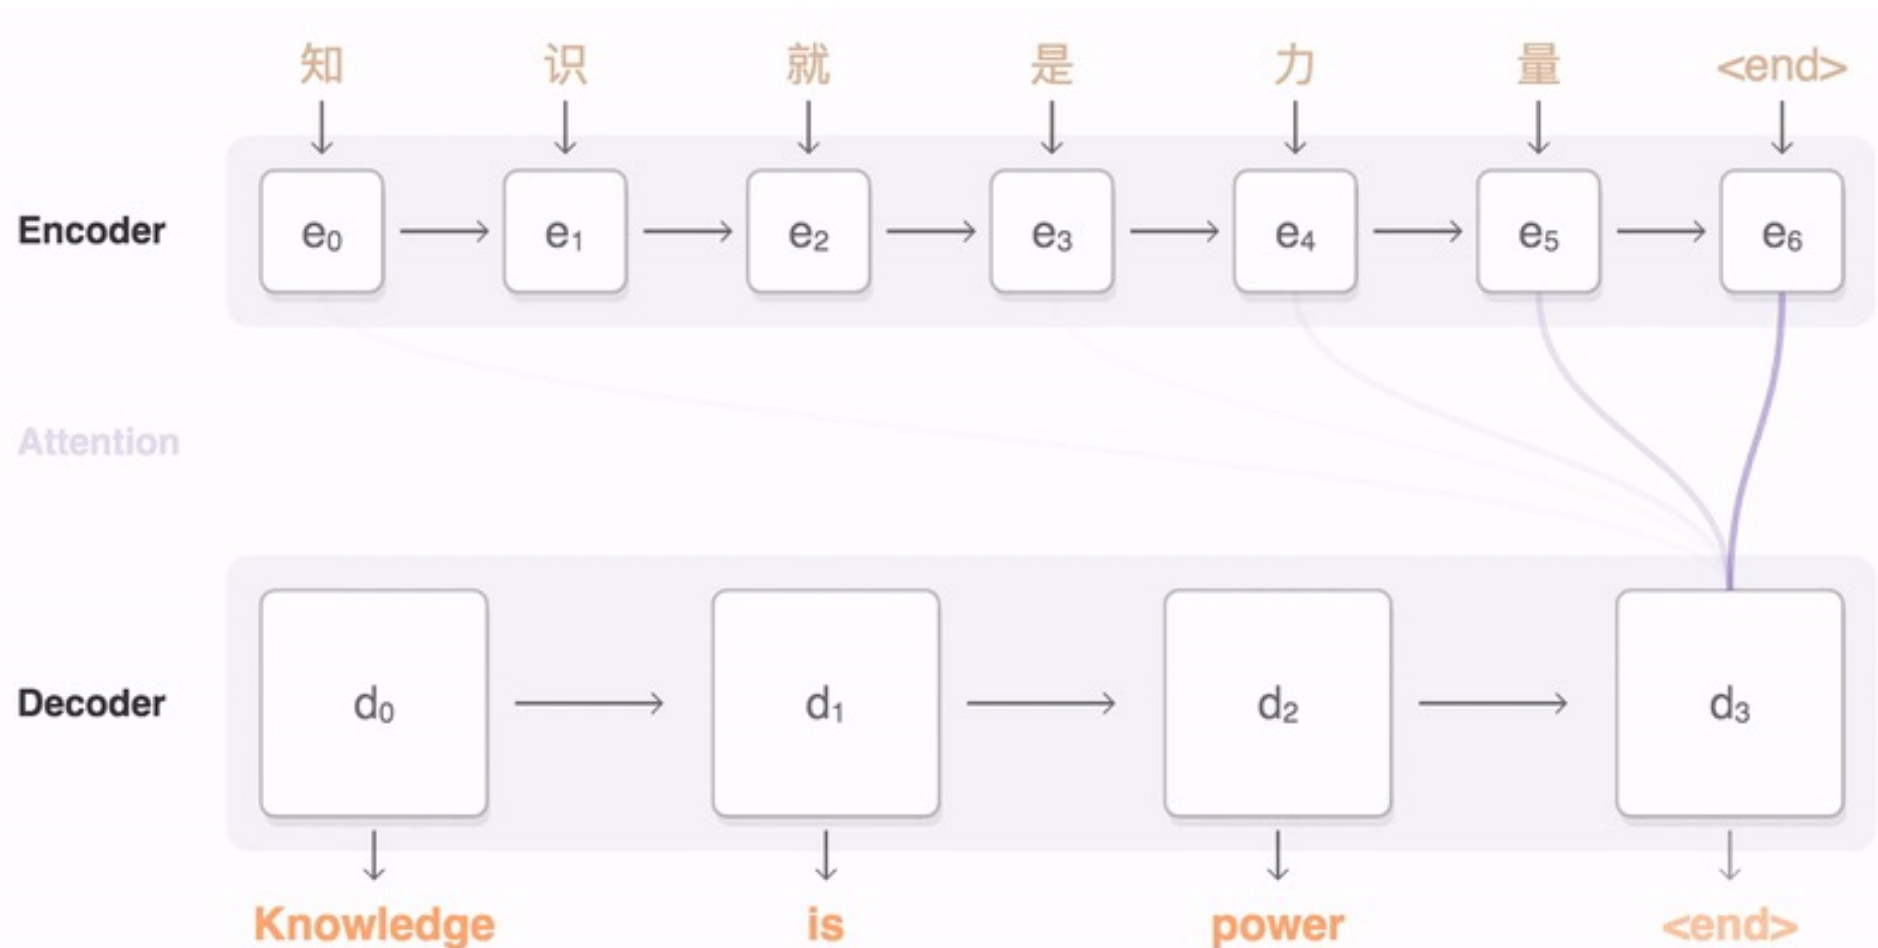 知 识 就 是 力 量 <end>
Encoder e₀ e₁ e₂ e₃ e₄ e₅ e₆
Attention
Decoder d₀ d₁ d₂ d₃
Knowledge is power <end>